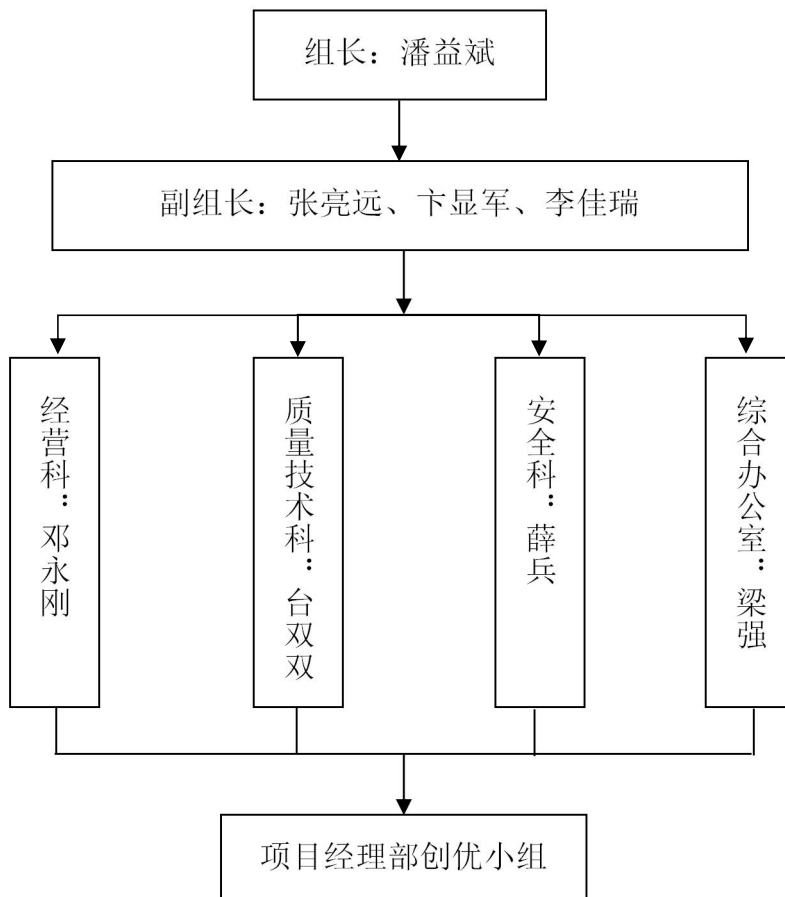 组长：潘益斌
副组长：张亮远、卞显军、李佳瑞
经营科：邓永刚
质量技术科：台双双
安全科：薛兵
综合办公室：梁强
项目经理部创优小组